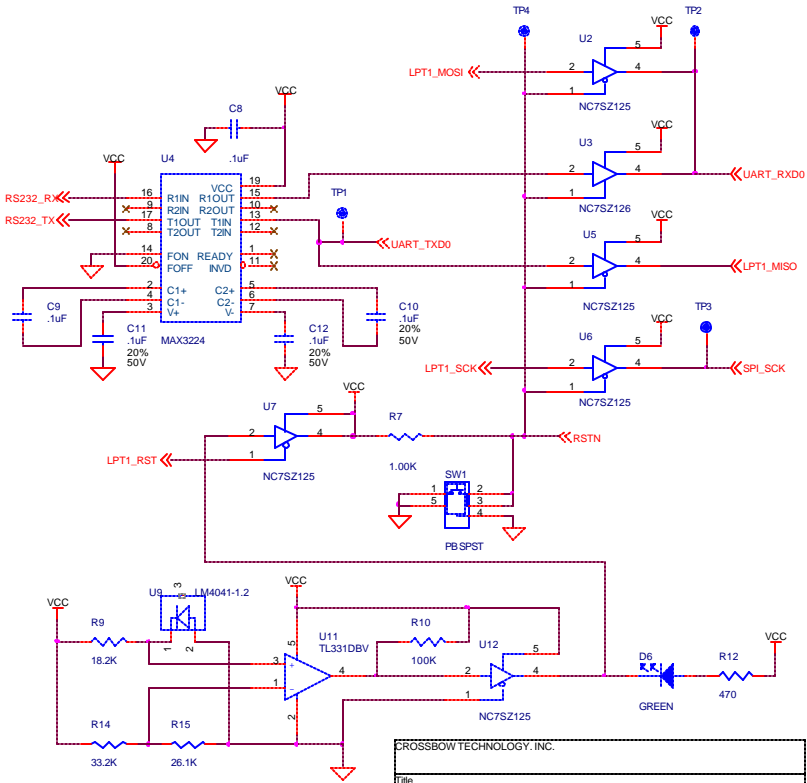 TP4
TP2
VCC
U2
5
LPT1_MOSI
2
4
1
NC7SZ125
VCC
C8
.1uF
VCC
U3
5
2
4
UART_RXD0
1
NC7SZ126
VCC
U4
VCC 19
RS232_RX
16 R1IN R1OUT 15
9 R2IN R2OUT 10
RS232_TX
17 T1OUT T1IN 13
8 T2OUT T2IN 12
14 FON READY 1
20 FOFF INVD 11
2 C1+ C2+ 5
4 C1- C2- 6
3 V+ V- 7
MAX3224
TP1
UART_TXD0
VCC
U5
5
2
4
LPT1_MISO
1
NC7SZ125
C9
.1uF
C11
.1uF
20%
50V
C12
.1uF
20%
50V
C10
.1uF
20%
50V
VCC
U6
5
TP3
LPT1_SCK
2
4
SPI_SCK
1
NC7SZ125
VCC
U7
5
2
4
R7
1.00K
RSTN
LPT1_RST
1
NC7SZ125
SW1
1 2
5 3
4
PBSPST
VCC
R9
18.2K
U9
3
LM4041-1.2
1
2
VCC
5
U11
TL331DBV
3 +
1 -
4
2
R10
100K
U12
5
2
4
1
NC7SZ125
D6
GREEN
R12
470
VCC
R14
33.2K
R15
26.1K
CROSSBOW TECHNOLOGY. INC.
Title